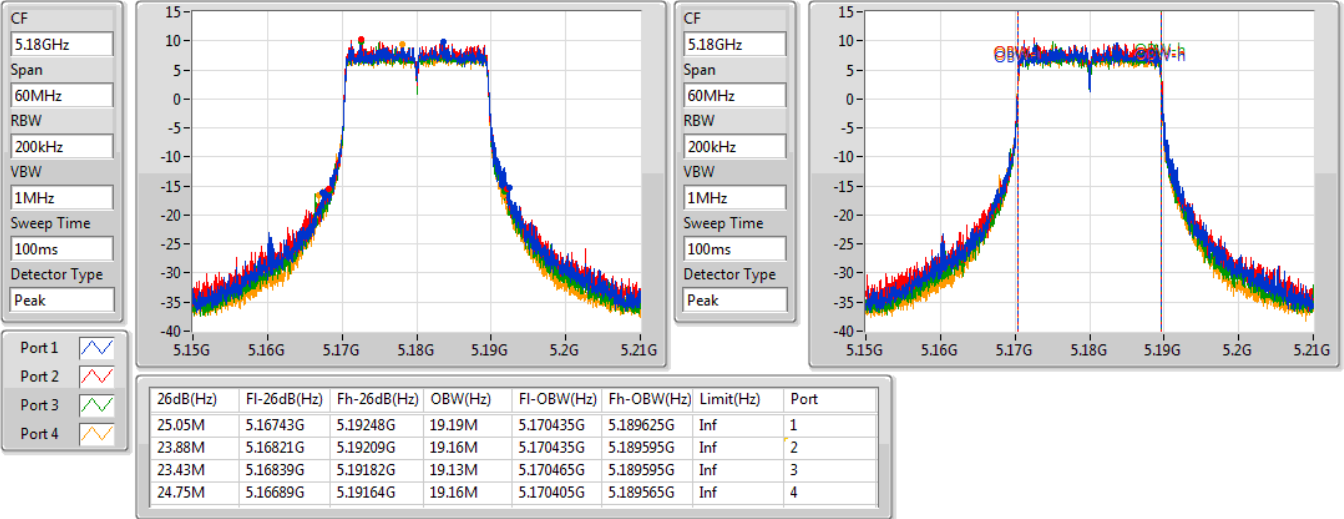 CF
5.18GHz
Span
60MHz
RBW
200kHz
VBW
1MHz
Sweep Time
100ms
Detector Type
Peak
15
10
5
0
-5
-10
-15
-20
-25
-30
-35
-40
5.15G 5.16G 5.17G 5.18G 5.19G 5.2G 5.21G
CF
5.18GHz
Span
60MHz
RBW
200kHz
VBW
1MHz
Sweep Time
100ms
Detector Type
Peak
15
10
5
0
-5
-10
-15
-20
-25
-30
-35
-40
OBW-h
5.15G 5.16G 5.17G 5.18G 5.19G 5.2G 5.21G
Port 1
Port 2
Port 3
Port 4
26dB(Hz) Fl-26dB(Hz) Fh-26dB(Hz) OBW(Hz) Fl-OBW(Hz) Fh-OBW(Hz) Limit(Hz) Port
25.05M 5.16743G 5.19248G 19.19M 5.170435G 5.189625G Inf 1
23.88M 5.16821G 5.19209G 19.16M 5.170435G 5.189595G Inf 2
23.43M 5.16839G 5.19182G 19.13M 5.170465G 5.189595G Inf 3
24.75M 5.16689G 5.19164G 19.16M 5.170405G 5.189565G Inf 4